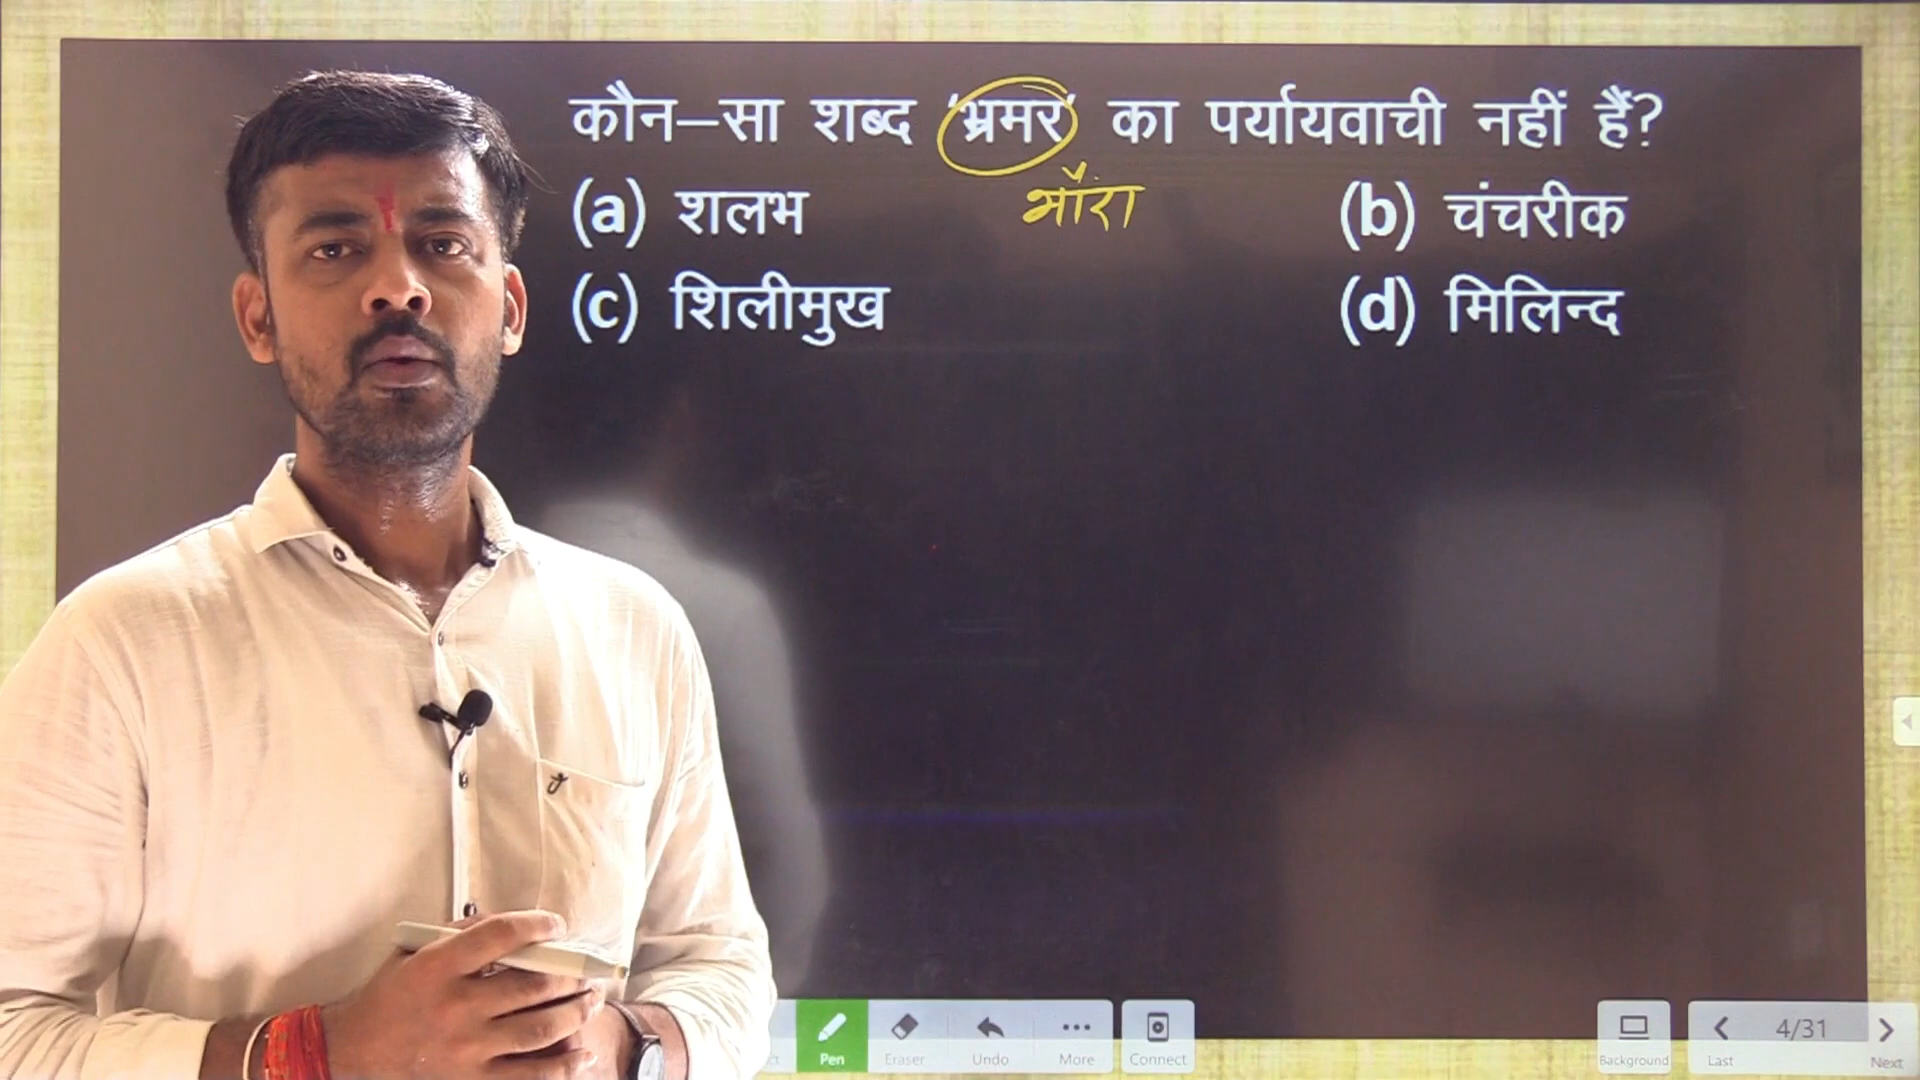 कौन–सा शब्द 'भ्रमर' का पर्यायवाची नहीं हैं?
भौंरा
(a) शलभ (b) चंचरीक
(c) शिलीमुख (d) मिलिन्द
Pen Eraser Undo More Connect Background Last 4/31 Next